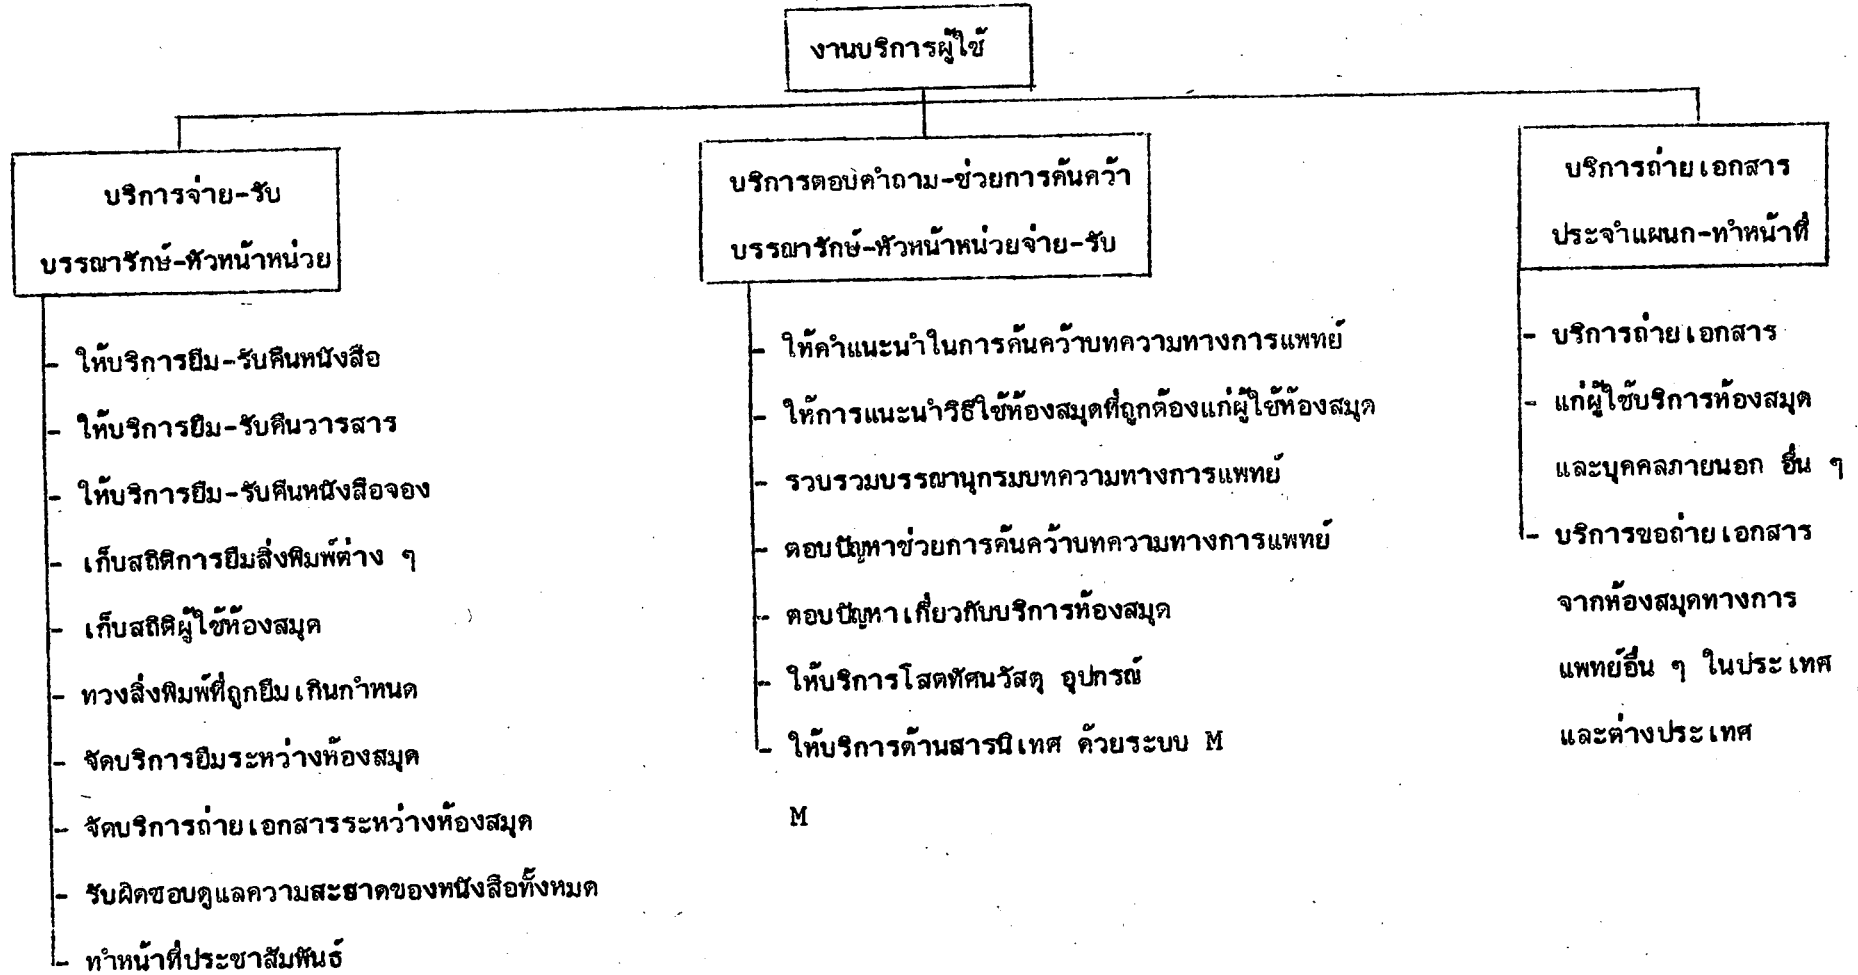 งานบริการผู้ใช้
บริการจ่าย-รับ
บรรณารักษ์-หัวหน้าหน่วย
- ให้บริการยืม-รับคืนหนังสือ
- ให้บริการยืม-รับคืนวารสาร
- ให้บริการยืม-รับคืนหนังสือจอง
- เก็บสถิติการยืมสิ่งพิมพ์ต่าง ๆ
- เก็บสถิติผู้ใช้ห้องสมุด
- ทวงสิ่งพิมพ์ที่ถูกยืมเกินกำหนด
- จัดบริการยืมระหว่างห้องสมุด
- จัดบริการถ่ายเอกสารระหว่างห้องสมุด
- รับผิดชอบดูแลความสะอาดของหนังสือทั้งหมด
- ทำหน้าที่ประชาสัมพันธ์
บริการตอบคำถาม-ช่วยการค้นคว้า
บรรณารักษ์-หัวหน้าหน่วยจ่าย-รับ
- ให้คำแนะนำในการค้นคว้าบทความทางการแพทย์
- ให้การแนะนำวิธีใช้ห้องสมุดที่ถูกต้องแก่ผู้ใช้ห้องสมุด
- รวบรวมบรรณานุกรมบทความทางการแพทย์
- ตอบปัญหาช่วยการค้นคว้าบทความทางการแพทย์
- ตอบปัญหาเกี่ยวกับบริการห้องสมุด
- ให้บริการโสตทัศนวัสดุ อุปกรณ์
- ให้บริการด้านสารนิเทศ ด้วยระบบ M
M
บริการถ่ายเอกสาร
ประจำแผนก-ทำหน้าที่
- บริการถ่ายเอกสาร
- แก่ผู้ใช้บริการห้องสมุด
และบุคคลภายนอก อื่น ๆ
- บริการขอถ่ายเอกสาร
จากห้องสมุดทางการ
แพทย์อื่น ๆ ในประเทศ
และต่างประเทศ